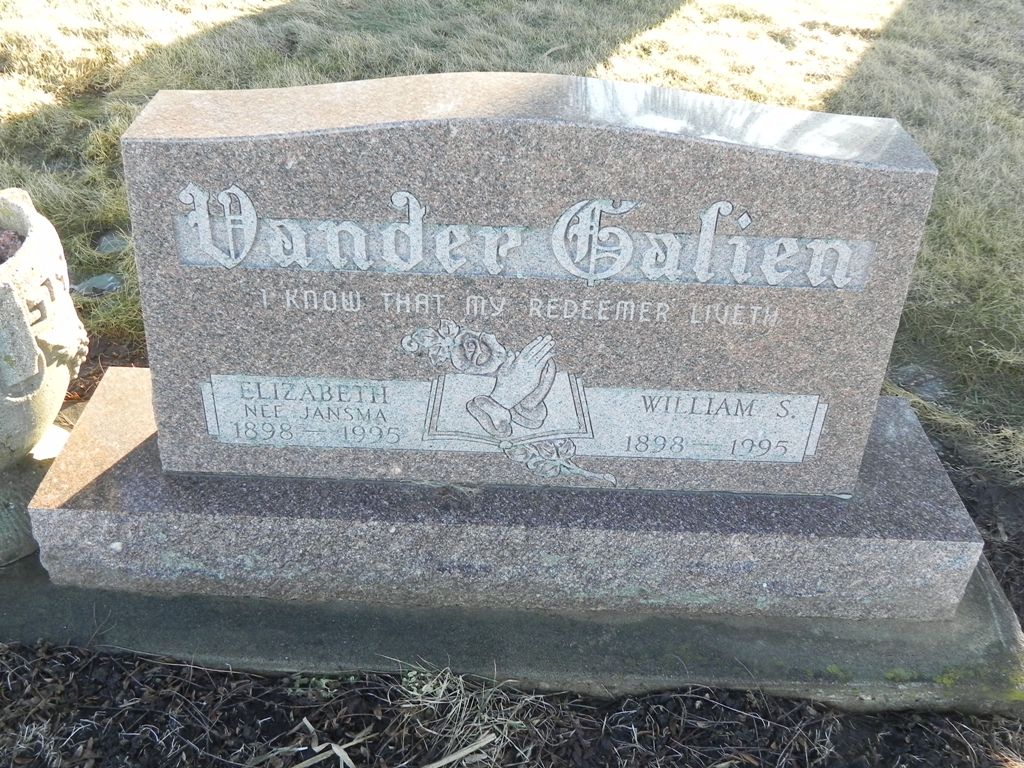 Vander Galien
I KNOW THAT MY REDEEMER LIVETH
ELIZABETH
NEE JANSMA
1898 — 1995
WILLIAM S.
1898 — 1995